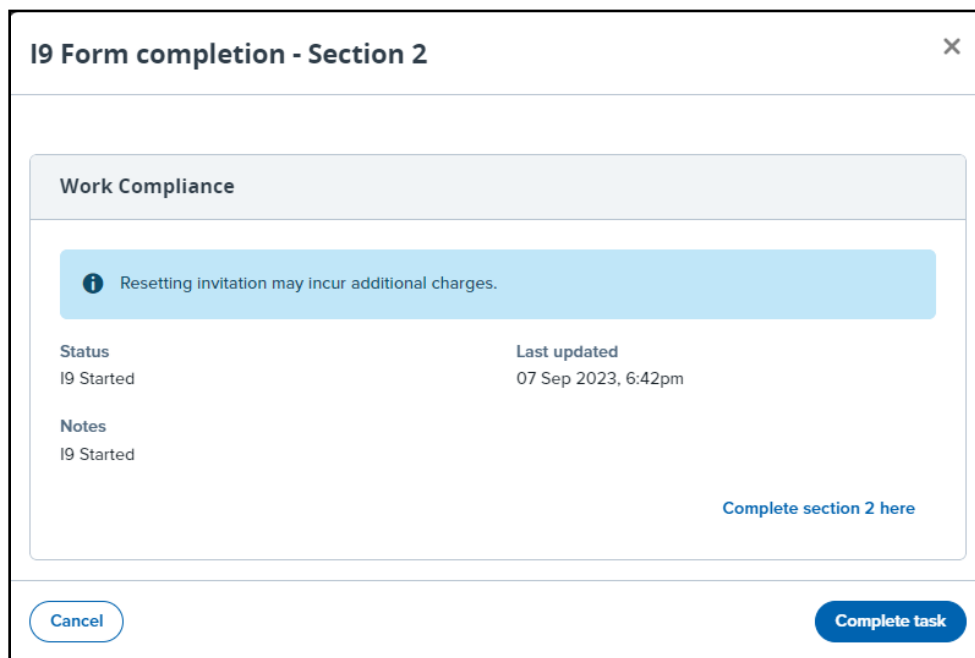 I9 Form completion - Section 2
Work Compliance
Resetting invitation may incur additional charges.
Status
I9 Started
Last updated
07 Sep 2023, 6:42pm
Notes
I9 Started
Complete section 2 here
Cancel
Complete task